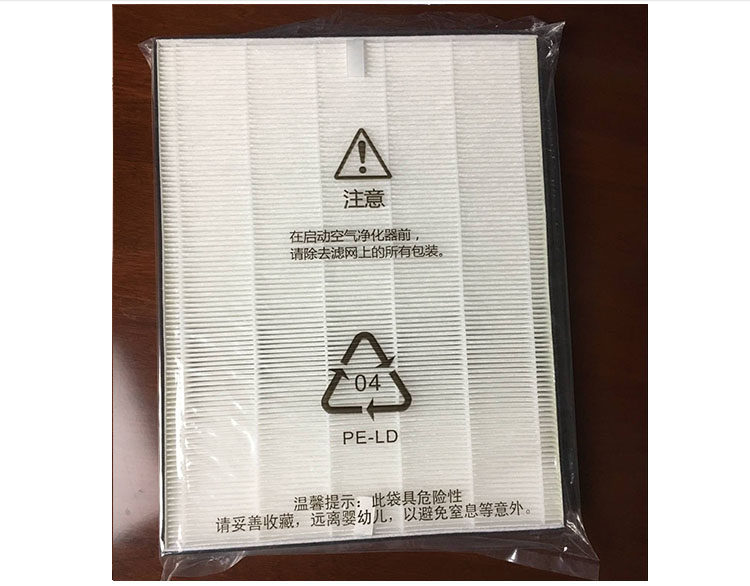 注意
在启动空气净化器前，
请除去滤网上的所有包装。
04
PE-LD
温馨提示：此袋具危险性
请妥善收藏，远离婴幼儿，以避免窒息等意外。